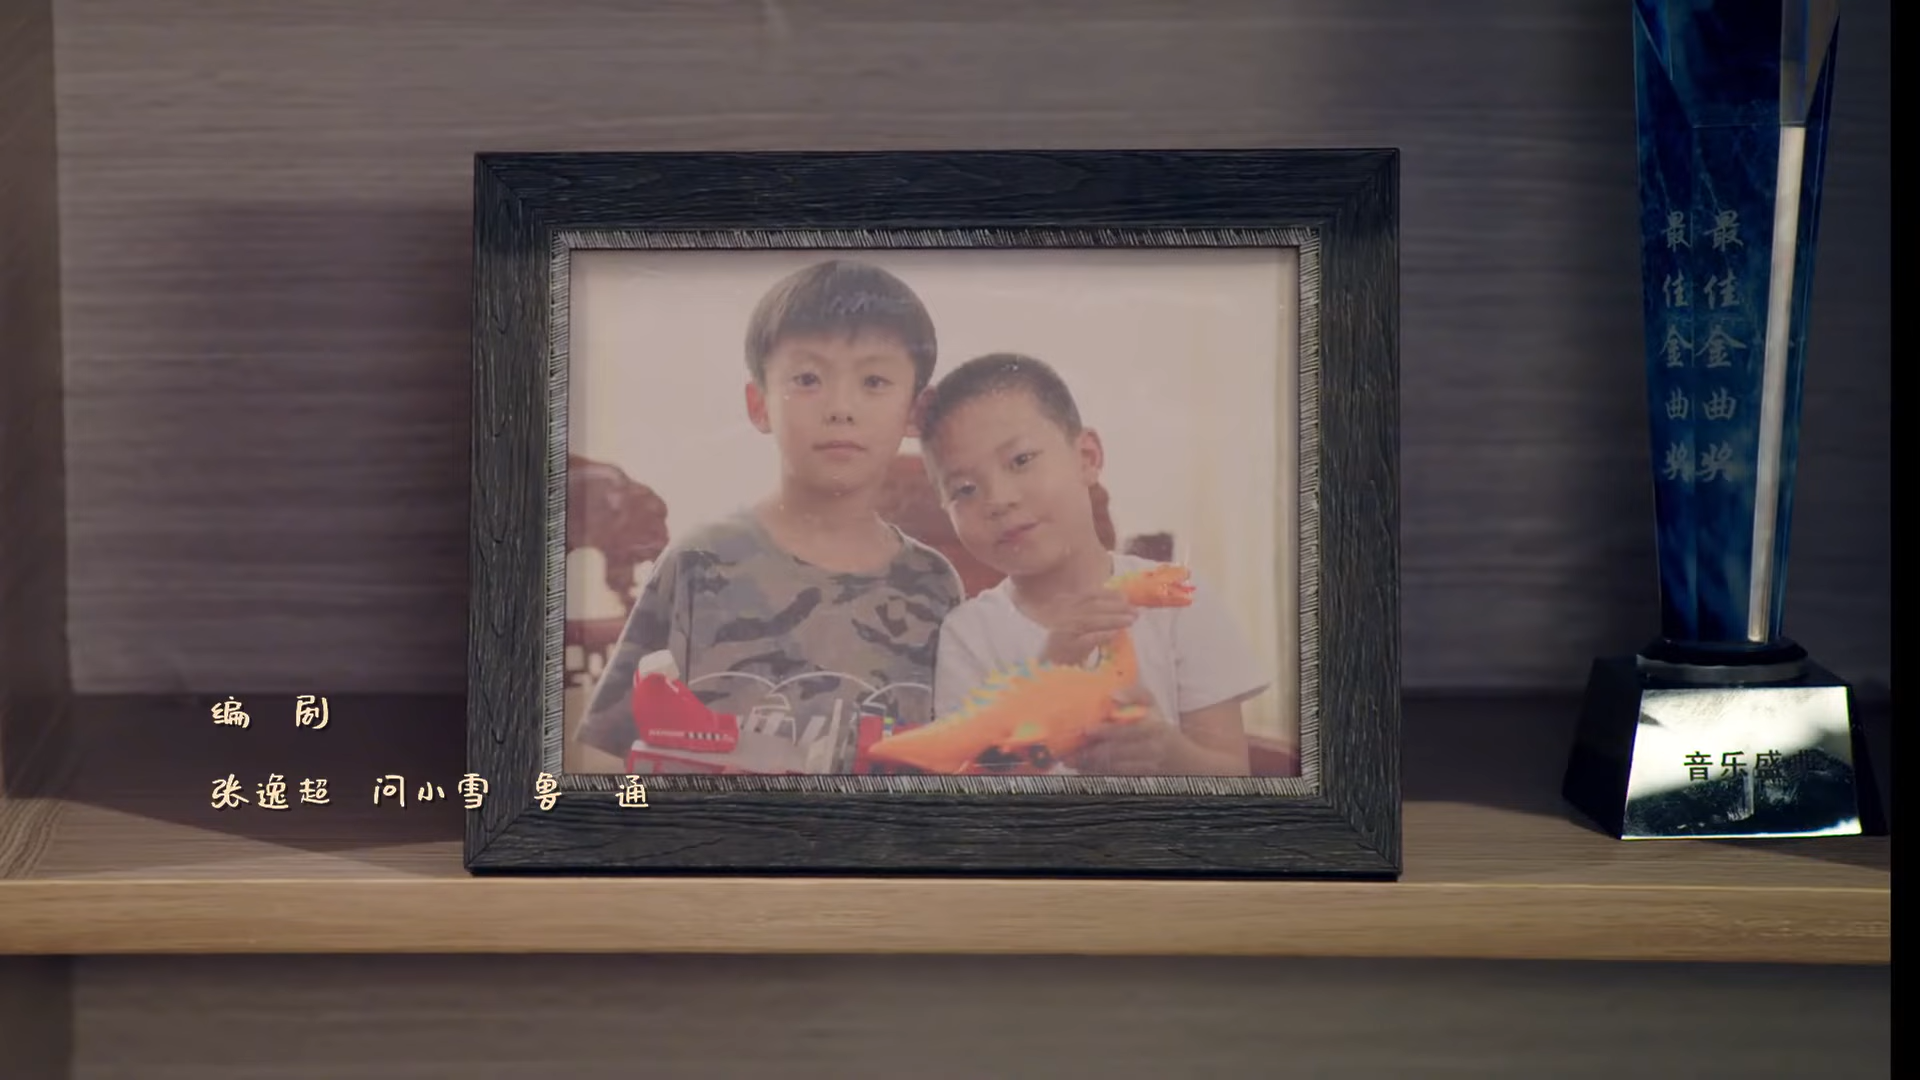 编 剧
张逸超 问小雪 鲁 通
最佳金曲奖
最佳金曲奖
音乐盛典